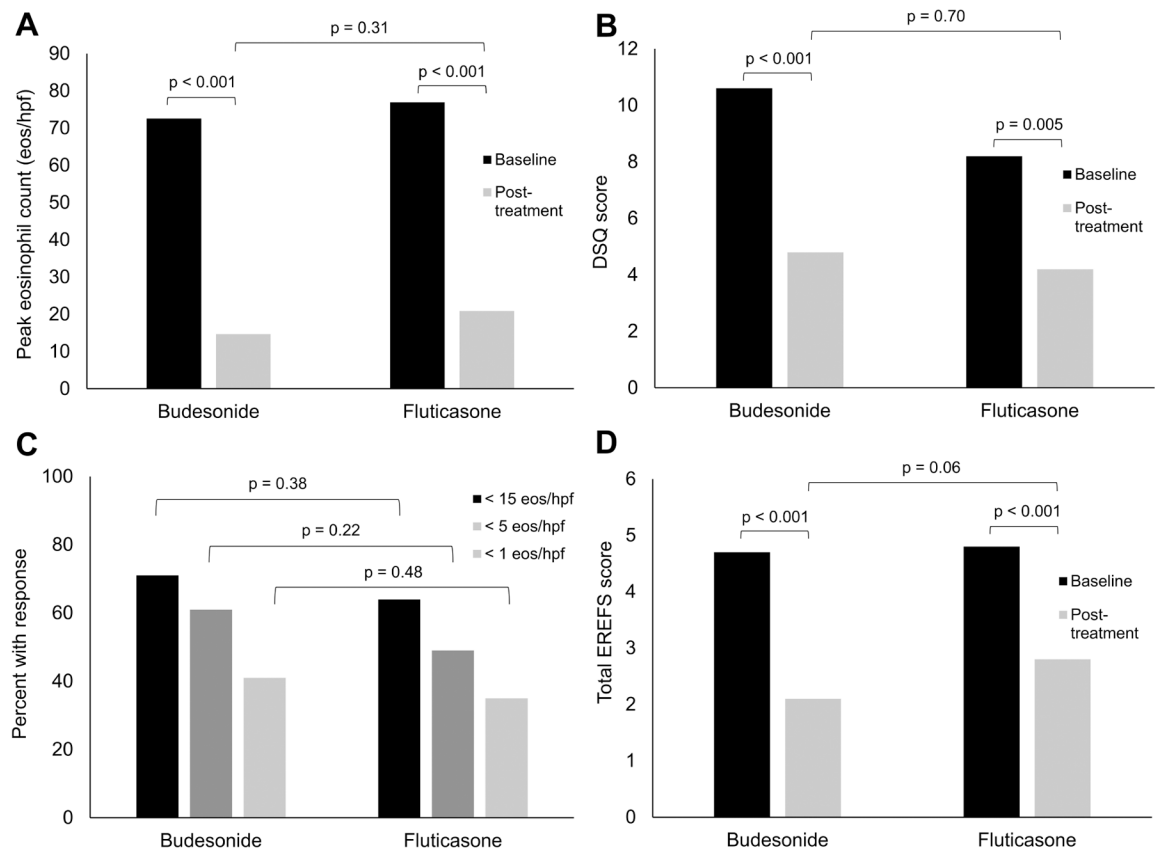 A
Peak eosinophil count (eos/hpf)
90
80
70
60
50
40
30
20
10
0
p = 0.31
p < 0.001
p < 0.001
Baseline
Post-
treatment
Budesonide
Fluticasone
B
DSQ score
12
10
8
6
4
2
0
p = 0.70
p < 0.001
p = 0.005
Baseline
Post-
treatment
Budesonide
Fluticasone
C
Percent with response
100
80
60
40
20
0
p = 0.38
p = 0.22
p = 0.48
< 15 eos/hpf
< 5 eos/hpf
< 1 eos/hpf
Budesonide
Fluticasone
D
Total EREFS score
6
5
4
3
2
1
0
p = 0.06
p < 0.001
p < 0.001
Baseline
Post-
treatment
Budesonide
Fluticasone